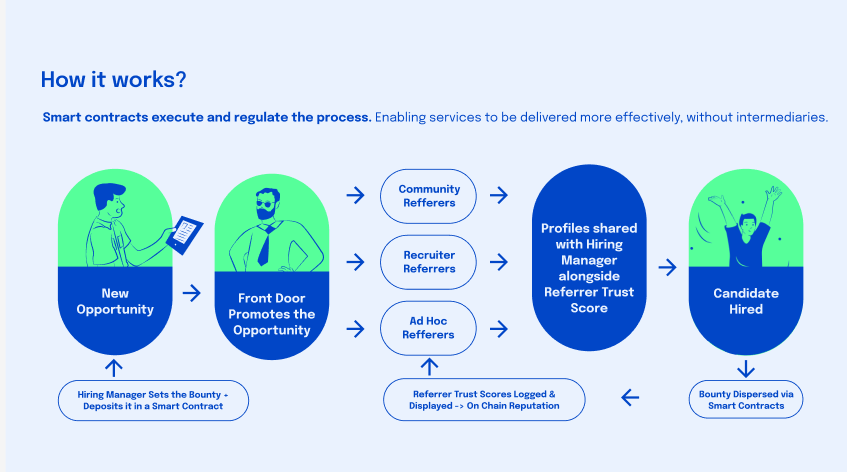 How it works?
Smart contracts execute and regulate the process. Enabling services to be delivered more effectively, without intermediaries.
New
Opportunity
Front Door
Promotes the
Opportunity
Community
Refferers
Recruiter
Referrers
Ad Hoc
Refferers
Profiles shared
with Hiring
Manager
alongside
Referrer Trust
Score
Candidate
Hired
Hiring Manager Sets the Bounty +
Deposits it in a Smart Contract
Referrer Trust Scores Logged &
Displayed -> On Chain Reputation
Bounty Dispersed via
Smart Contracts